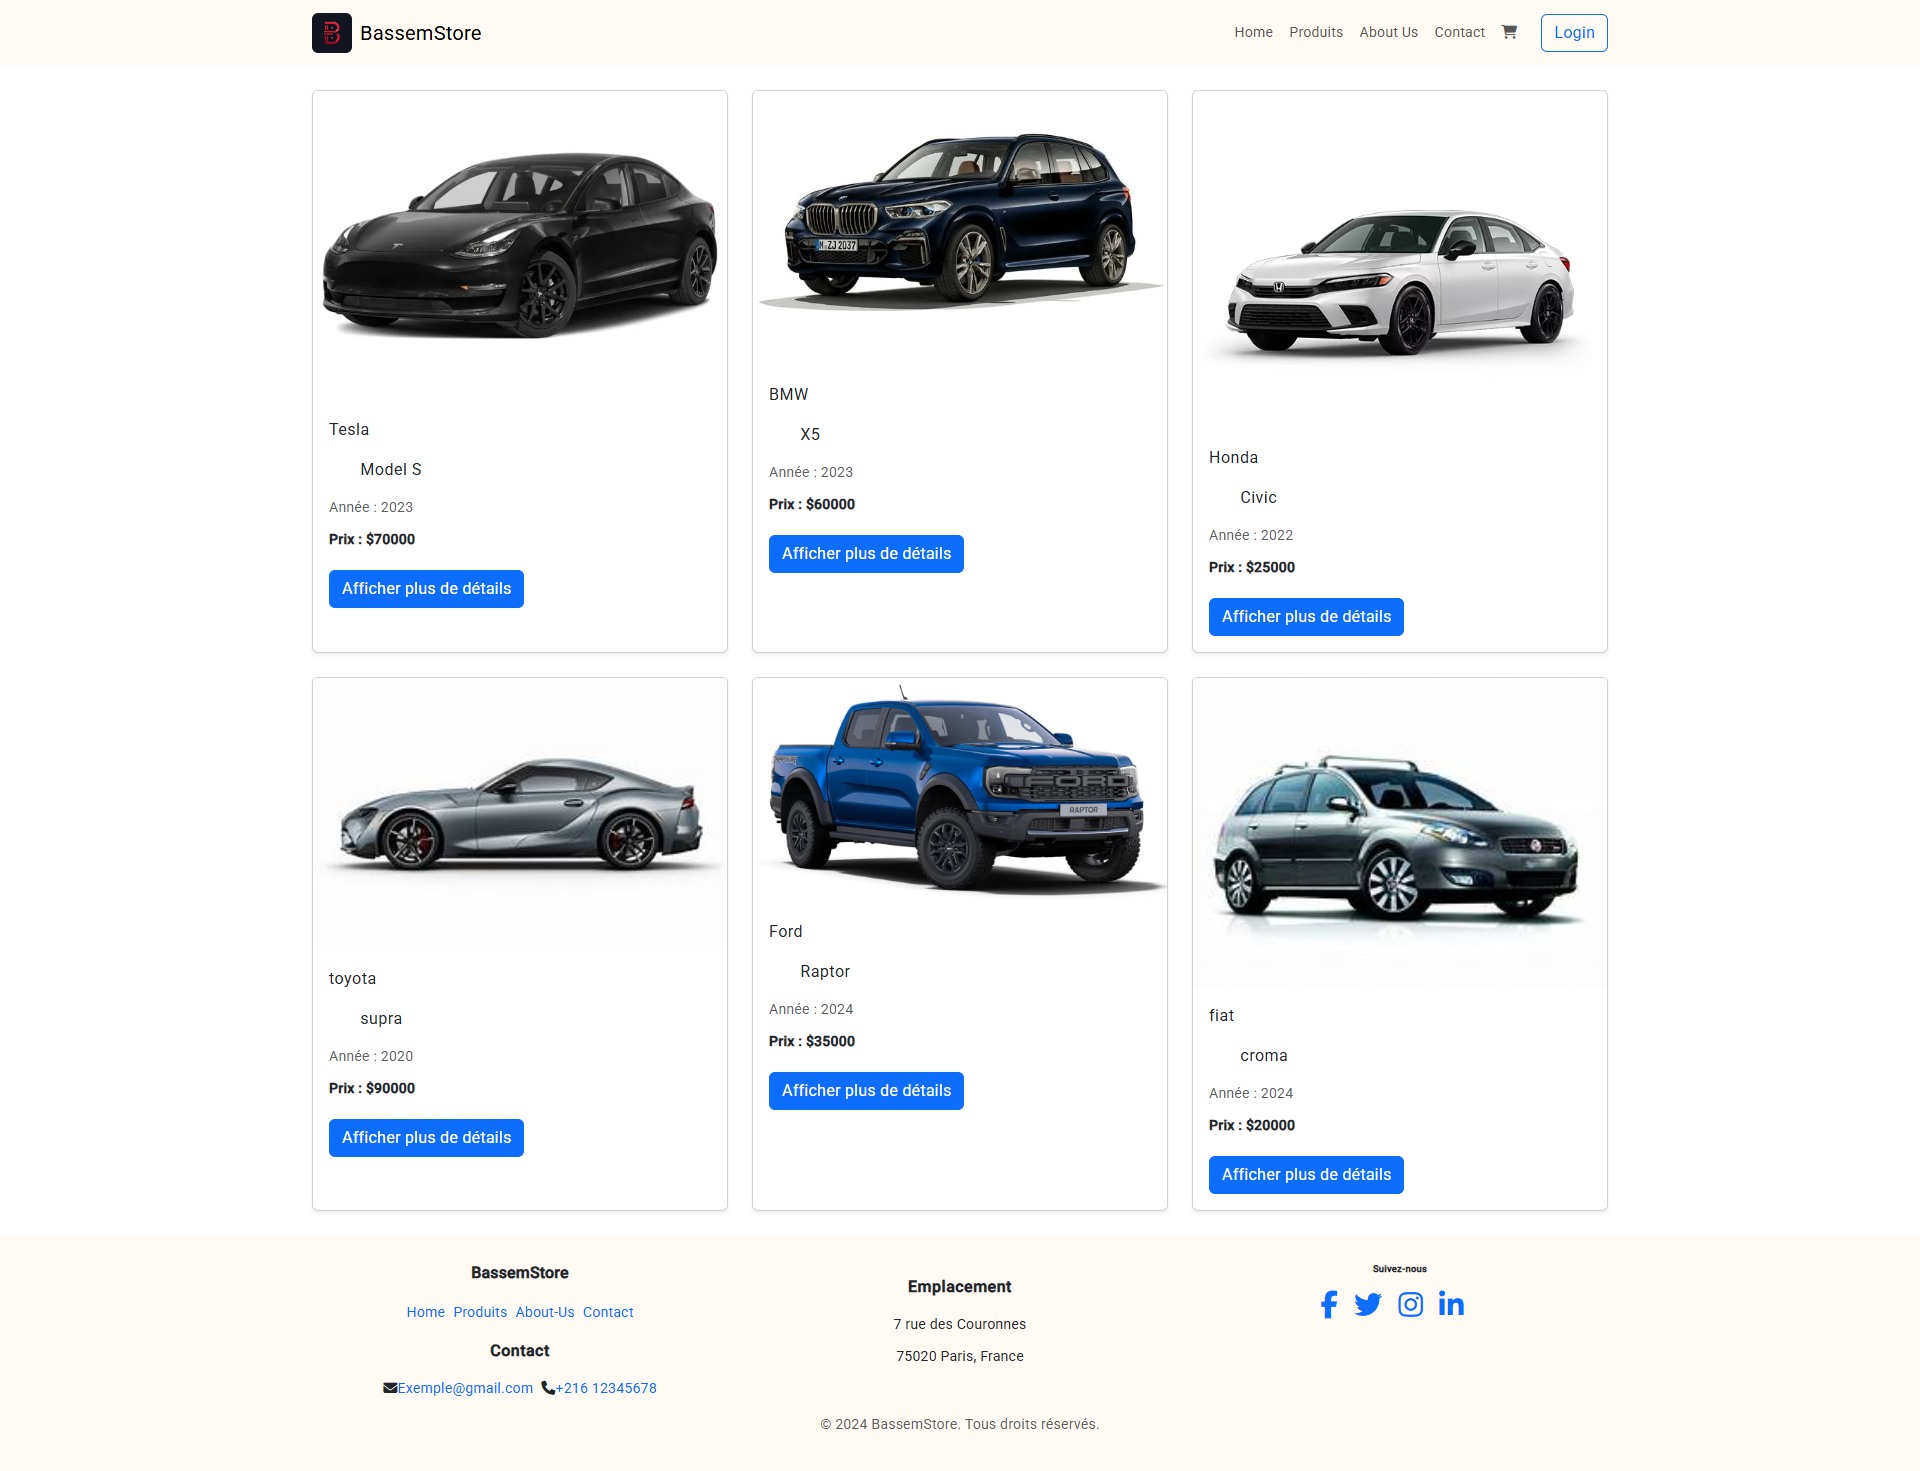 BassemStore
Home Produits About Us Contact Login
M ZJ 2037
Tesla
Model S
Année : 2023
Prix : $70000
Afficher plus de détails
BMW
X5
Année : 2023
Prix : $60000
Afficher plus de détails
Honda
Civic
Année : 2022
Prix : $25000
Afficher plus de détails
FORD
RAPTOR
toyota
supra
Année : 2020
Prix : $90000
Afficher plus de détails
Ford
Raptor
Année : 2024
Prix : $35000
Afficher plus de détails
fiat
croma
Année : 2024
Prix : $20000
Afficher plus de détails
BassemStore
Home Produits About-Us Contact
Contact
Exemple@gmail.com +216 12345678
Emplacement
7 rue des Couronnes
75020 Paris, France
Suivez-nous
© 2024 BassemStore. Tous droits réservés.